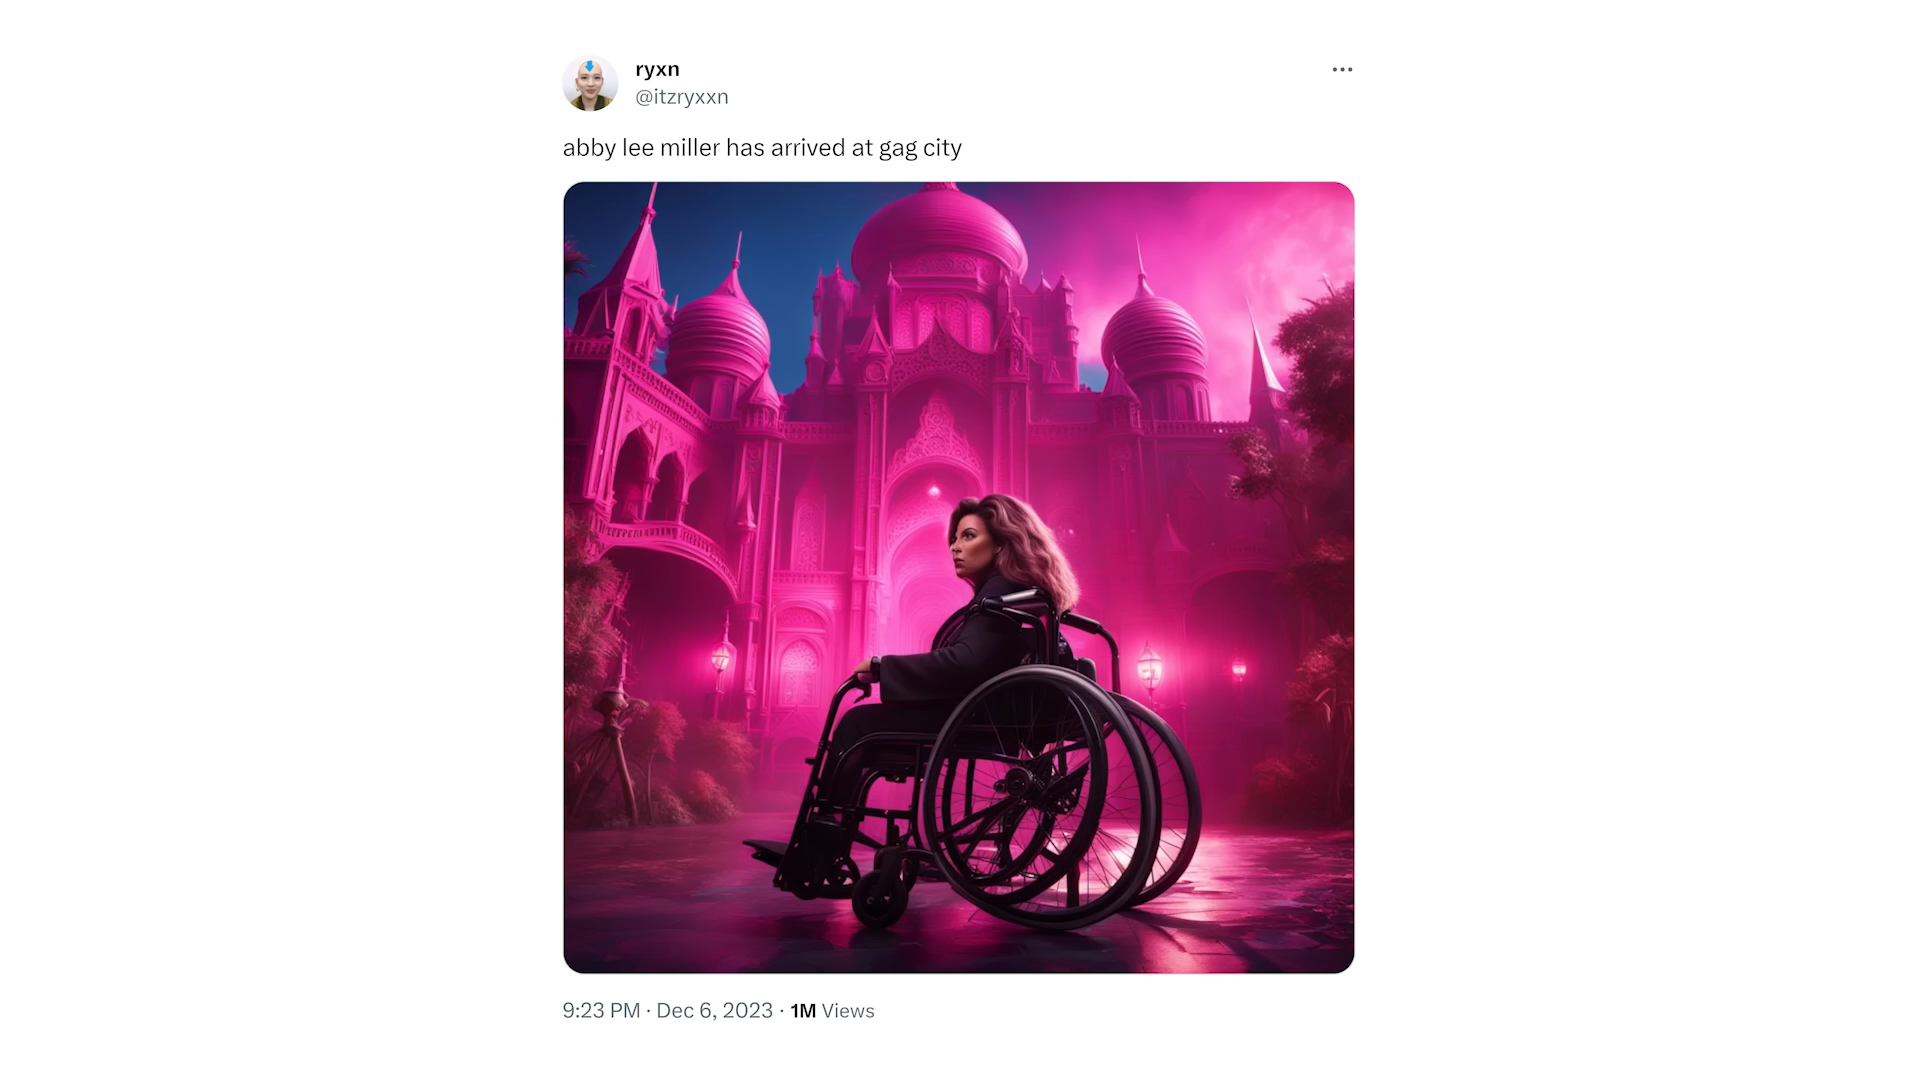 ryxn
@itzryxxn
abby lee miller has arrived at gag city
9:23 PM · Dec 6, 2023 · 1M Views